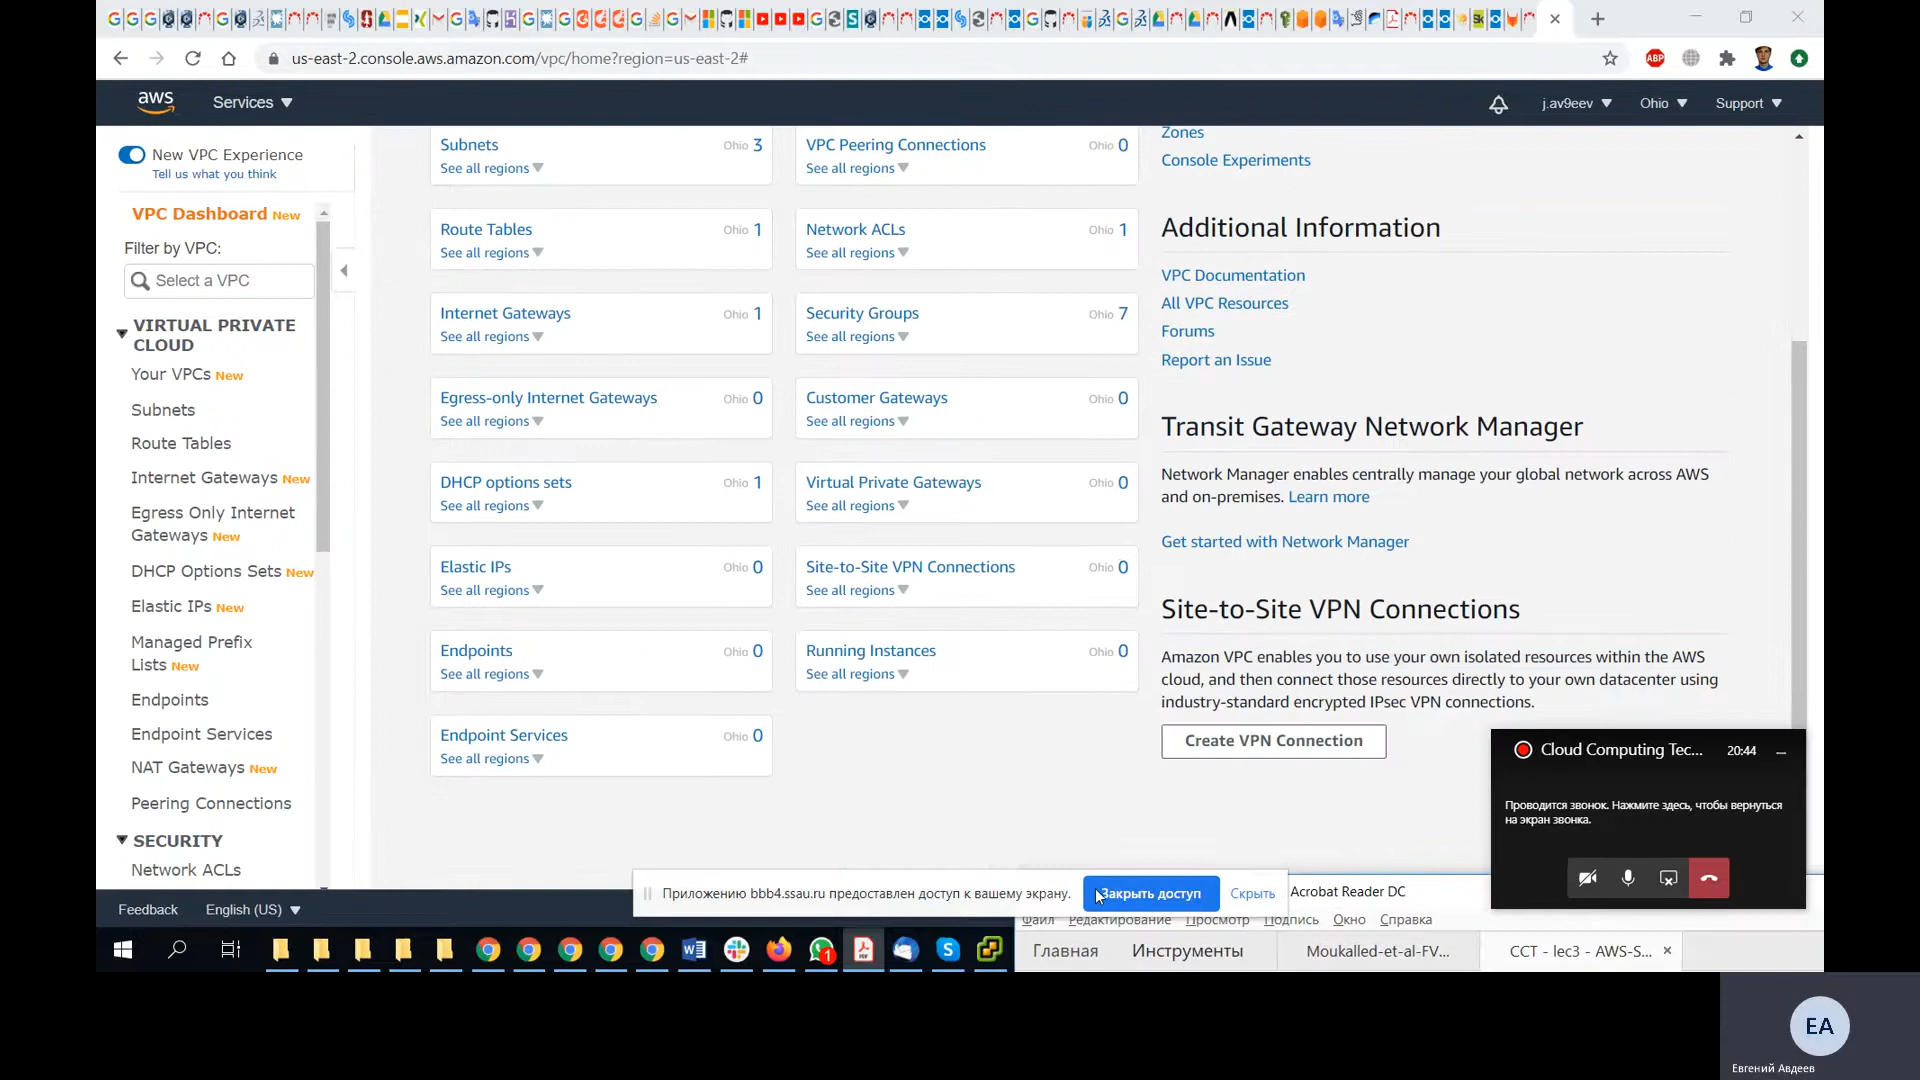 us-east-2.console.aws.amazon.com/vpc/home?region=us-east-2#
ABP
aws
Services
j.av9eev
Ohio
Support
New VPC Experience
Tell us what you think
VPC Dashboard New
Filter by VPC:
Select a VPC
VIRTUAL PRIVATE
CLOUD
Your VPCs New
Subnets
Route Tables
Internet Gateways New
Egress Only Internet
Gateways New
DHCP Options Sets New
Elastic IPs New
Managed Prefix
Lists New
Endpoints
Endpoint Services
NAT Gateways New
Peering Connections
SECURITY
Network ACLs
Subnets Ohio 3
See all regions
VPC Peering Connections Ohio 0
See all regions
Route Tables Ohio 1
See all regions
Network ACLs Ohio 1
See all regions
Internet Gateways Ohio 1
See all regions
Security Groups Ohio 7
See all regions
Egress-only Internet Gateways Ohio 0
See all regions
Customer Gateways Ohio 0
See all regions
DHCP options sets Ohio 1
See all regions
Virtual Private Gateways Ohio 0
See all regions
Elastic IPs Ohio 0
See all regions
Site-to-Site VPN Connections Ohio 0
See all regions
Endpoints Ohio 0
See all regions
Running Instances Ohio 0
See all regions
Endpoint Services Ohio 0
See all regions
Zones
Console Experiments
Additional Information
VPC Documentation
All VPC Resources
Forums
Report an Issue
Transit Gateway Network Manager
Network Manager enables centrally manage your global network across AWS
and on-premises. Learn more
Get started with Network Manager
Site-to-Site VPN Connections
Amazon VPC enables you to use your own isolated resources within the AWS
cloud, and then connect those resources directly to your own datacenter using
industry-standard encrypted IPsec VPN connections.
Create VPN Connection
Cloud Computing Tec... 20:44
Проводится звонок. Нажмите здесь, чтобы вернуться
на экран звонка.
Приложению bbb4.ssau.ru предоставлен доступ к вашему экрану.
Закрыть доступ
Скрыть
Acrobat Reader DC
Файл Редактирование Просмотр Подпись Окно Справка
Feedback English (US)
Главная Инструменты Moukalled-et-al-FV... CCT - lec3 - AWS-S...
EA
Евгений Авдеев